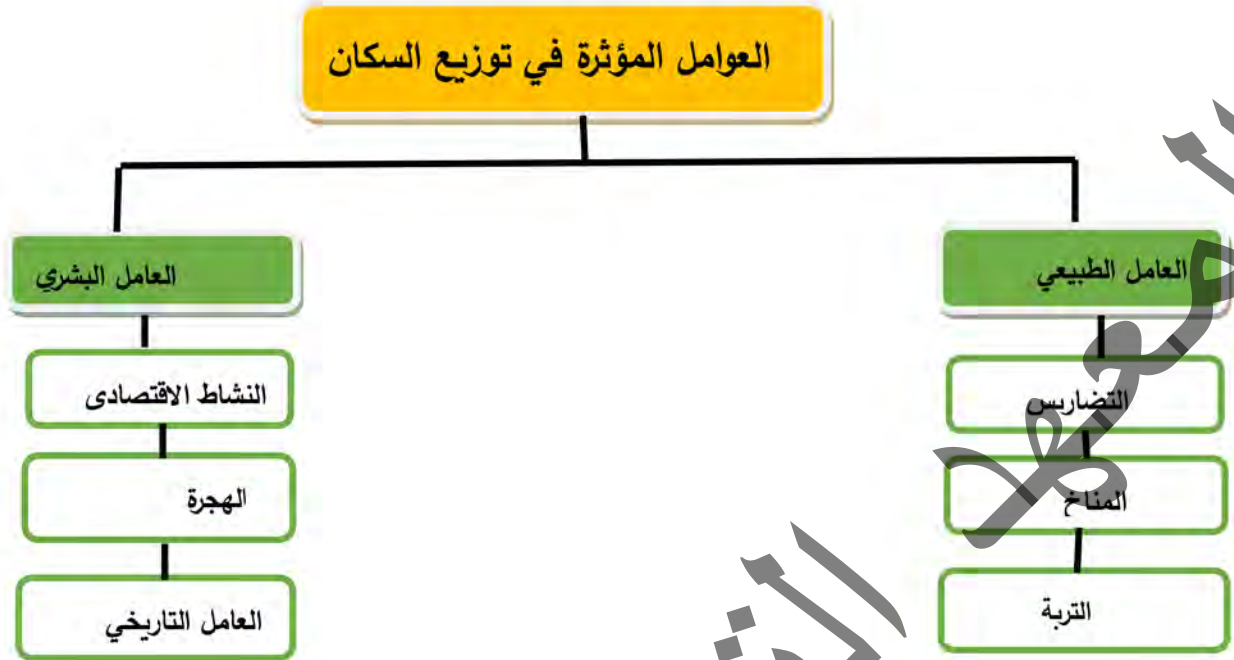 العوامل المؤثرة في توزيع السكان
العامل الطبيعي
التضاريس
المناخ
التربة
العامل البشري
النشاط الاقتصادى
الهجرة
العامل التاريخي